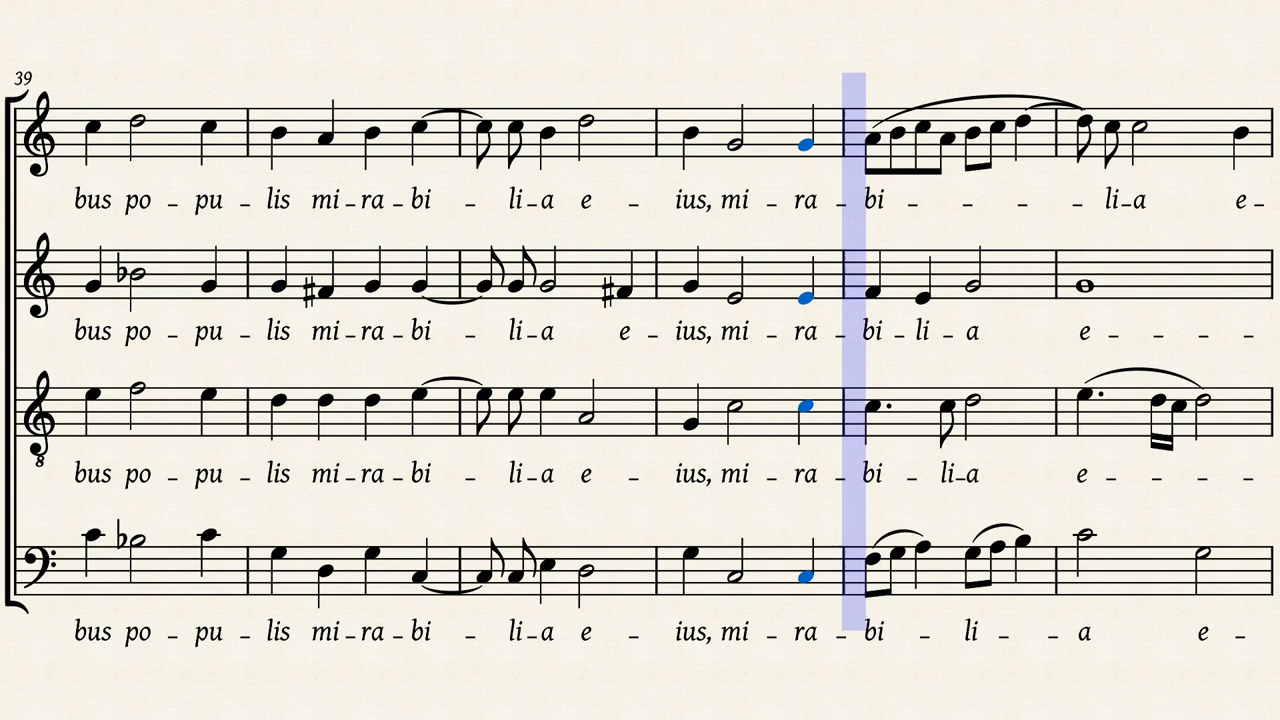 39
bus po - pu - lis mi - ra - bi - li - a e - ius, mi - ra - bi - - - - li - a e -
bus po - pu - lis mi - ra - bi - li - a e - ius, mi - ra - bi - li - a e - - - -
8
bus po - pu - lis mi - ra - bi - li - a e - ius, mi - ra - bi - li - a e - - - -
bus po - pu - lis mi - ra - bi - li - a e - ius, mi - ra - bi - li - - a e -